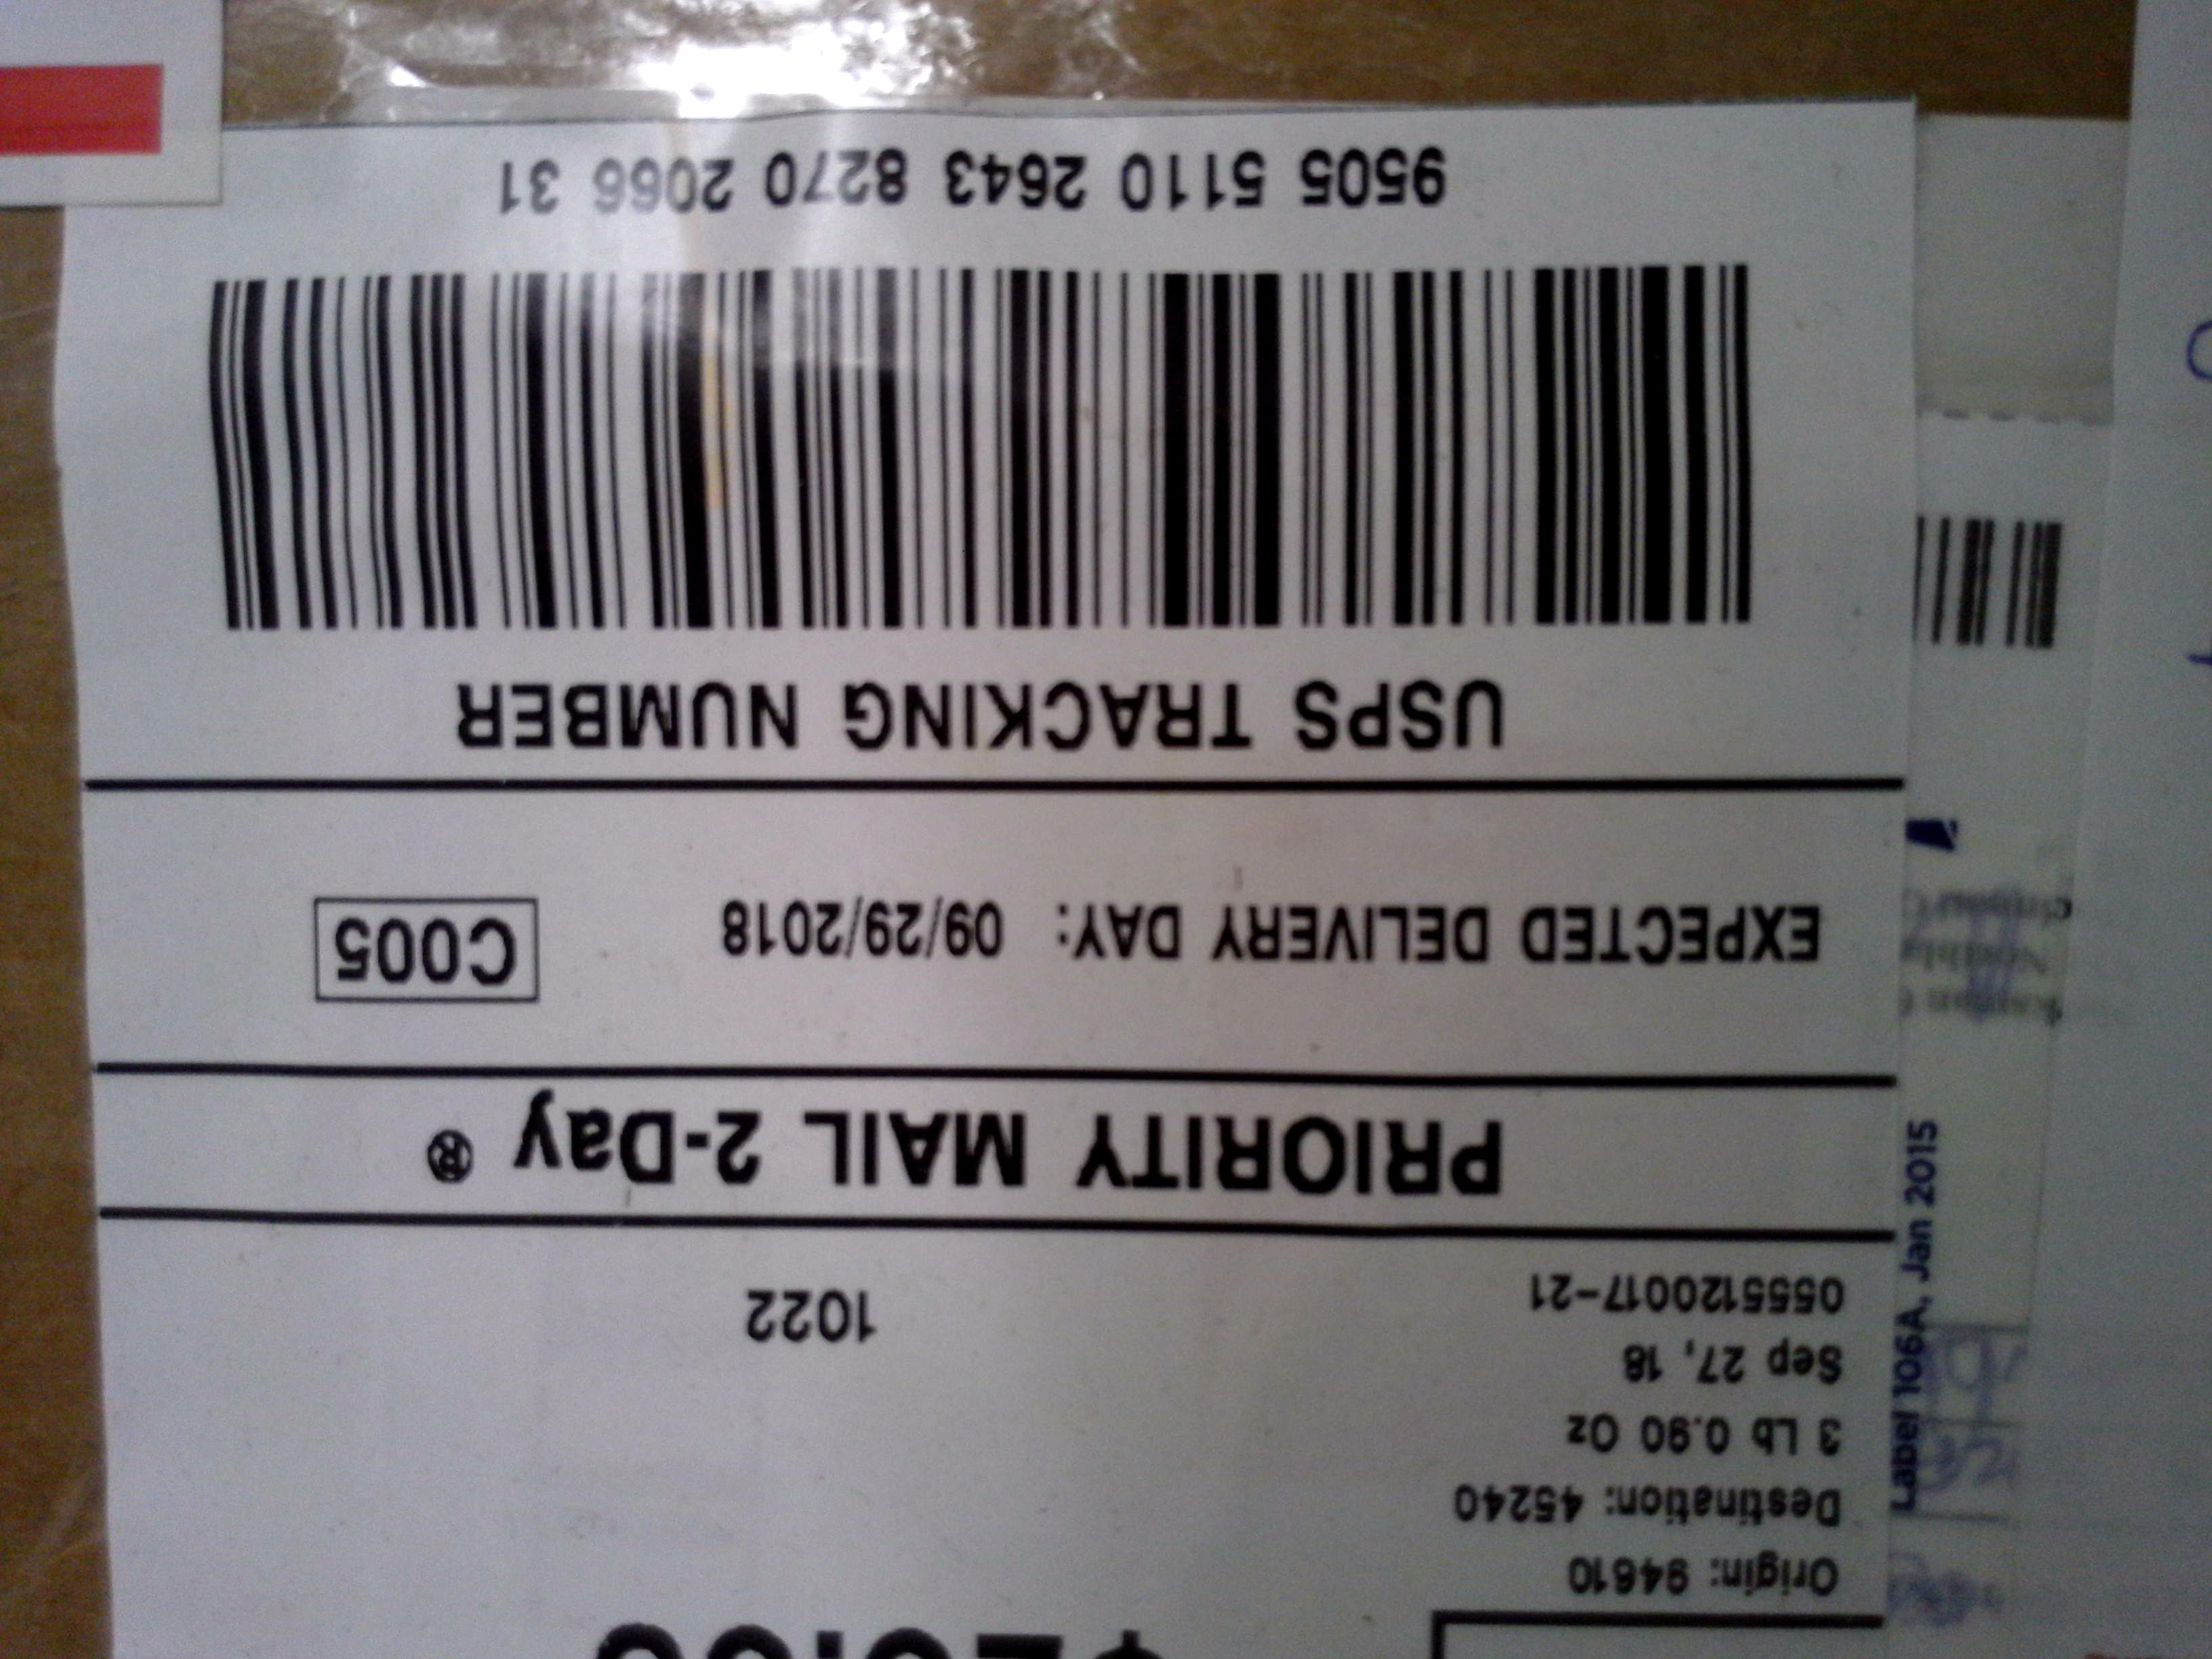 Origin: 94610
Destination: 45240
3 Lb 0.90 Oz
Sep 27, 18
0555120017-21
1022
PRIORITY MAIL 2-Day ®
EXPECTED DELIVERY DAY: 09/29/2018
C005
USPS TRACKING NUMBER
9505 5110 2643 8270 2066 31
Label 106A, Jan 2015